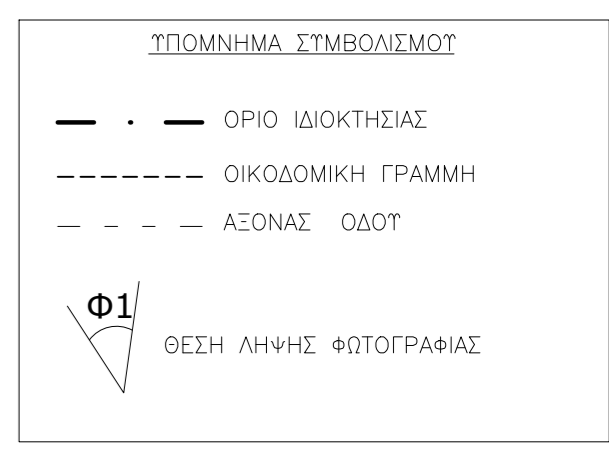 ΥΠΟΜΝΗΜΑ ΣΥΜΒΟΛΙΣΜΟΥ
ΟΡΙΟ ΙΔΙΟΚΤΗΣΙΑΣ
ΟΙΚΟΔΟΜΙΚΗ ΓΡΑΜΜΗ
ΑΞΟΝΑΣ ΟΔΟΥ
Φ1
ΘΕΣΗ ΛΗΨΗΣ ΦΩΤΟΓΡΑΦΙΑΣ